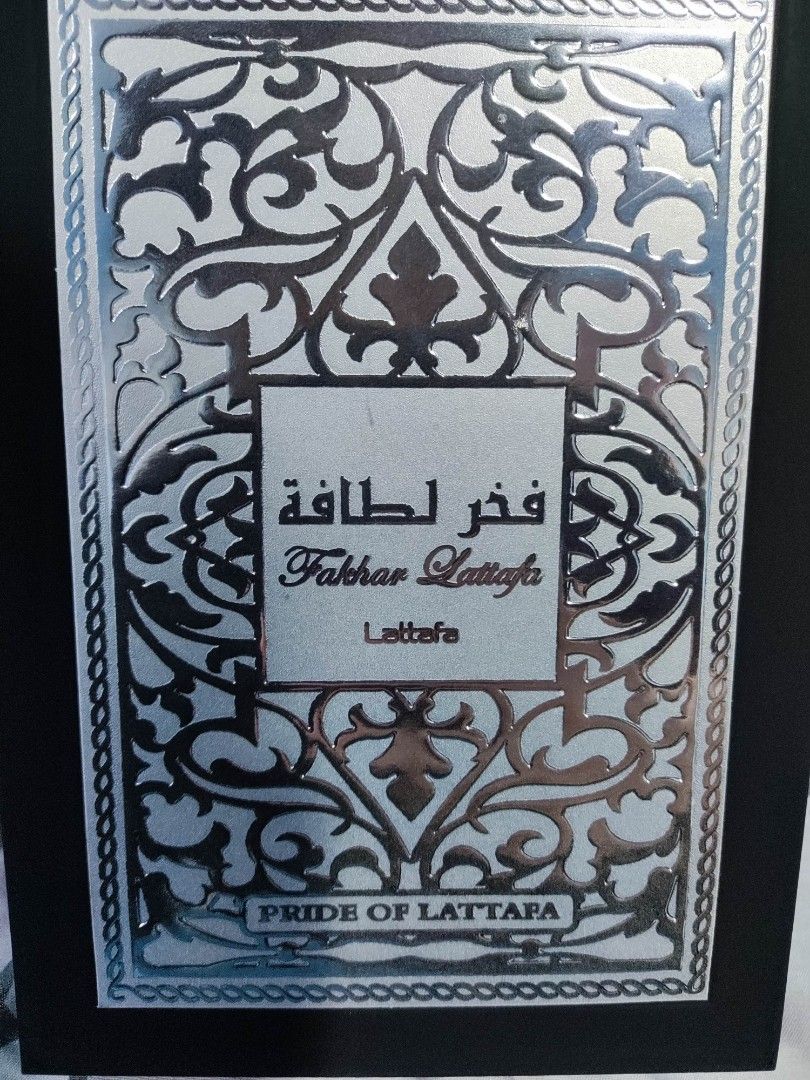 فخر لطافة
Fakhar Lattafa
Lattafa
PRIDE OF LATTAFA